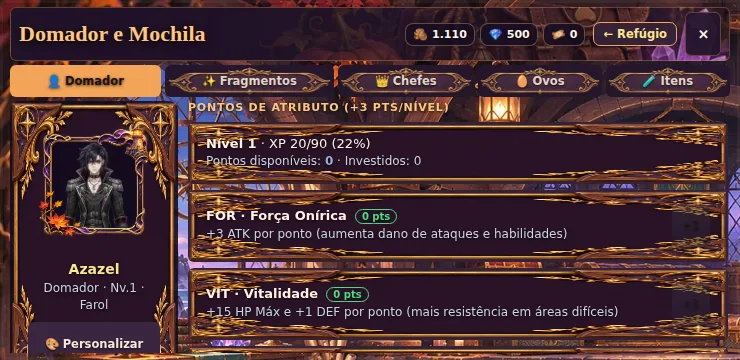 Domador e Mochila
1.110
500
0
← Refúgio
×
Domador
Fragmentos
Chefes
Ovos
Itens
PONTOS DE ATRIBUTO (+3 PTS/NÍVEL)
Azazel
Domador · Nv.1 ·
Farol
Personalizar
Nível 1 · XP 20/90 (22%)
Pontos disponíveis: 0 · Investidos: 0
FOR · Força Onírica 0 pts
+3 ATK por ponto (aumenta dano de ataques e habilidades)
VIT · Vitalidade 0 pts
+15 HP Máx e +1 DEF por ponto (mais resistência em áreas difíceis)